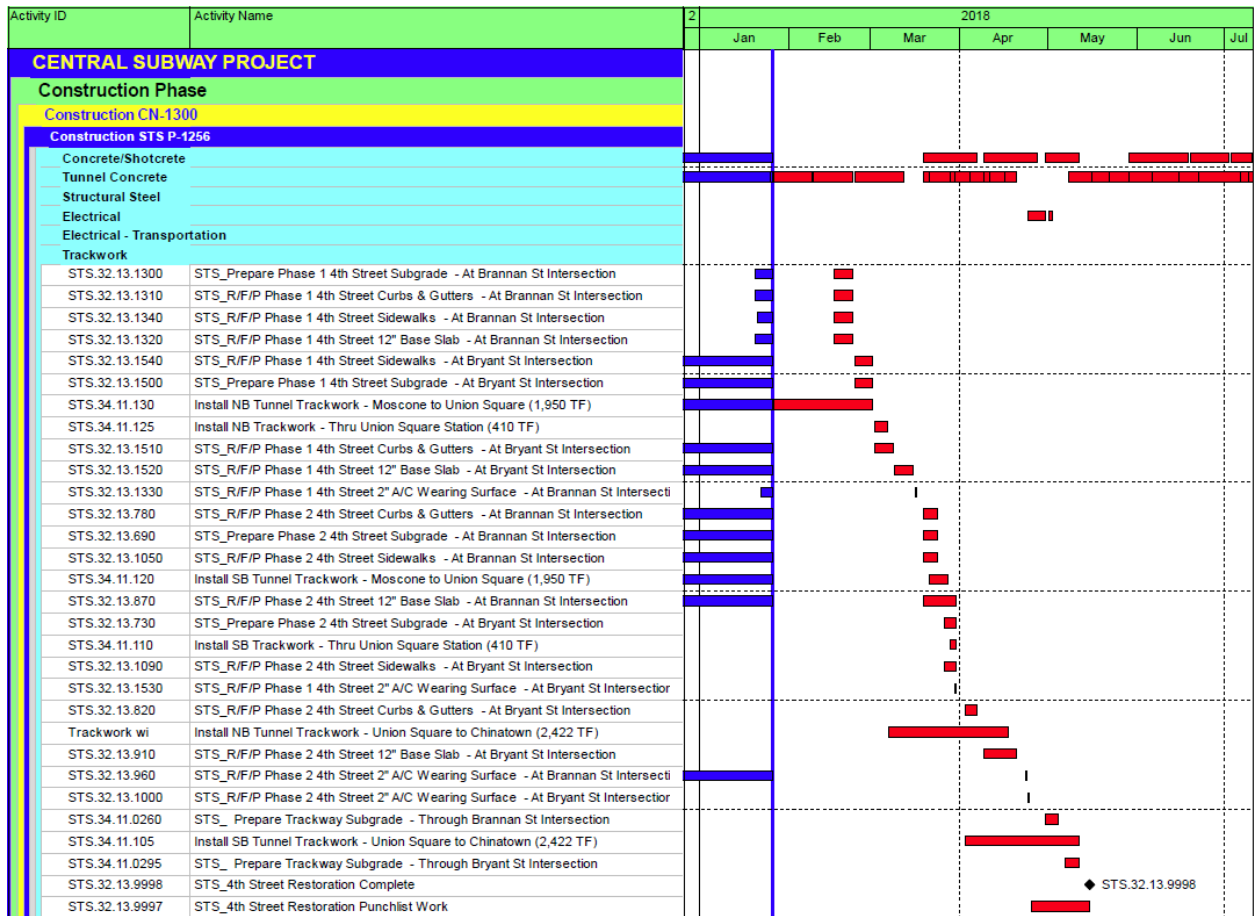 Activity ID Activity Name 2 2018
Jan Feb Mar Apr May Jun Jul
CENTRAL SUBWAY PROJECT
Construction Phase
Construction CN-1300
Construction STS P-1256
Concrete/Shotcrete
Tunnel Concrete
Structural Steel
Electrical
Electrical - Transportation
Trackwork
STS.32.13.1300 STS_Prepare Phase 1 4th Street Subgrade - At Brannan St Intersection
STS.32.13.1310 STS_R/F/P Phase 1 4th Street Curbs & Gutters - At Brannan St Intersection
STS.32.13.1340 STS_R/F/P Phase 1 4th Street Sidewalks - At Brannan St Intersection
STS.32.13.1320 STS_R/F/P Phase 1 4th Street 12" Base Slab - At Brannan St Intersection
STS.32.13.1540 STS_R/F/P Phase 1 4th Street Sidewalks - At Bryant St Intersection
STS.32.13.1500 STS_Prepare Phase 1 4th Street Subgrade - At Bryant St Intersection
STS.34.11.130 Install NB Tunnel Trackwork - Moscone to Union Square (1,950 TF)
STS.34.11.125 Install NB Trackwork - Thru Union Square Station (410 TF)
STS.32.13.1510 STS_R/F/P Phase 1 4th Street Curbs & Gutters - At Bryant St Intersection
STS.32.13.1520 STS_R/F/P Phase 1 4th Street 12" Base Slab - At Bryant St Intersection
STS.32.13.1330 STS_R/F/P Phase 1 4th Street 2" A/C Wearing Surface - At Brannan St Intersecti
STS.32.13.780 STS_R/F/P Phase 2 4th Street Curbs & Gutters - At Brannan St Intersection
STS.32.13.690 STS_Prepare Phase 2 4th Street Subgrade - At Brannan St Intersection
STS.32.13.1050 STS_R/F/P Phase 2 4th Street Sidewalks - At Brannan St Intersection
STS.34.11.120 Install SB Tunnel Trackwork - Moscone to Union Square (1,950 TF)
STS.32.13.870 STS_R/F/P Phase 2 4th Street 12" Base Slab - At Brannan St Intersection
STS.32.13.730 STS_Prepare Phase 2 4th Street Subgrade - At Bryant St Intersection
STS.34.11.110 Install SB Trackwork - Thru Union Square Station (410 TF)
STS.32.13.1090 STS_R/F/P Phase 2 4th Street Sidewalks - At Bryant St Intersection
STS.32.13.1530 STS_R/F/P Phase 1 4th Street 2" A/C Wearing Surface - At Bryant St Intersection
STS.32.13.820 STS_R/F/P Phase 2 4th Street Curbs & Gutters - At Bryant St Intersection
Trackwork wi Install NB Tunnel Trackwork - Union Square to Chinatown (2,422 TF)
STS.32.13.910 STS_R/F/P Phase 2 4th Street 12" Base Slab - At Bryant St Intersection
STS.32.13.960 STS_R/F/P Phase 2 4th Street 2" A/C Wearing Surface - At Brannan St Intersecti
STS.32.13.1000 STS_R/F/P Phase 2 4th Street 2" A/C Wearing Surface - At Bryant St Intersection
STS.34.11.0260 STS_ Prepare Trackway Subgrade - Through Brannan St Intersection
STS.34.11.105 Install SB Tunnel Trackwork - Union Square to Chinatown (2,422 TF)
STS.34.11.0295 STS_ Prepare Trackway Subgrade - Through Bryant St Intersection
STS.32.13.9998 STS_4th Street Restoration Complete STS.32.13.9998
STS.32.13.9997 STS_4th Street Restoration Punchlist Work